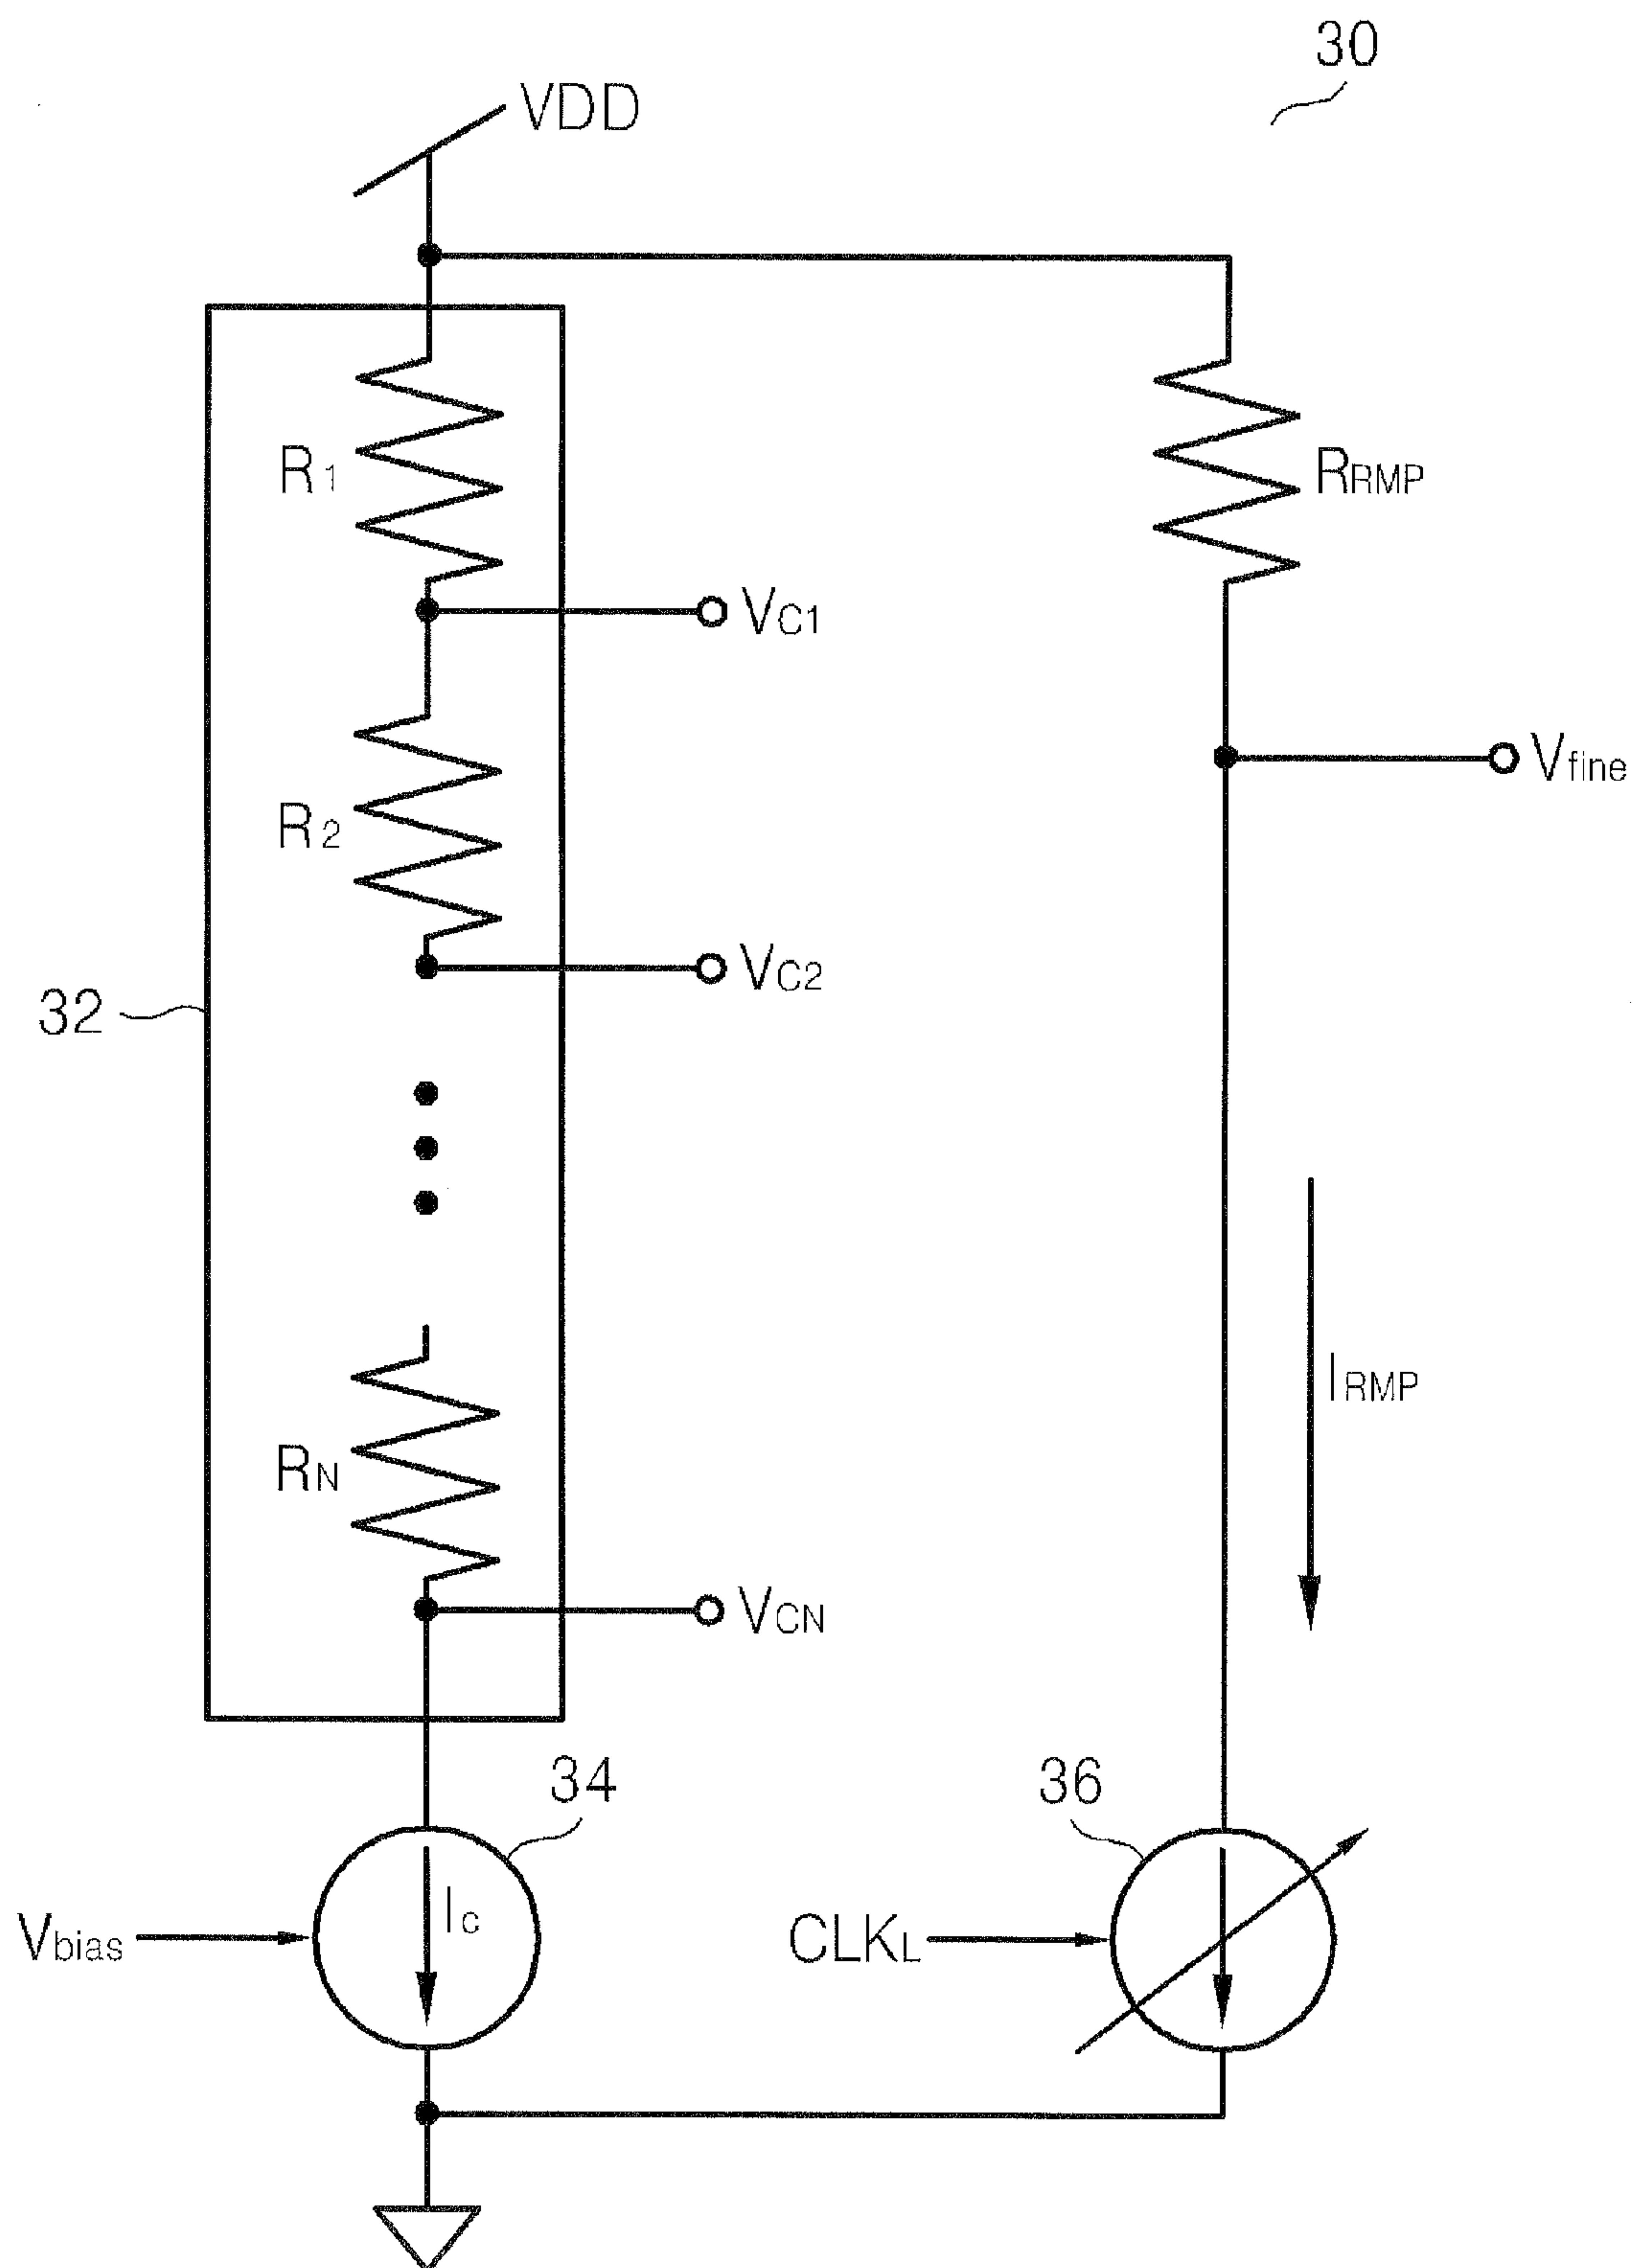 30
VDD
R1
RRMP
VC1
Vfine
R2
VC2
32
IRMP
RN
VCN
34
36
Ic
Vbias
CLKL